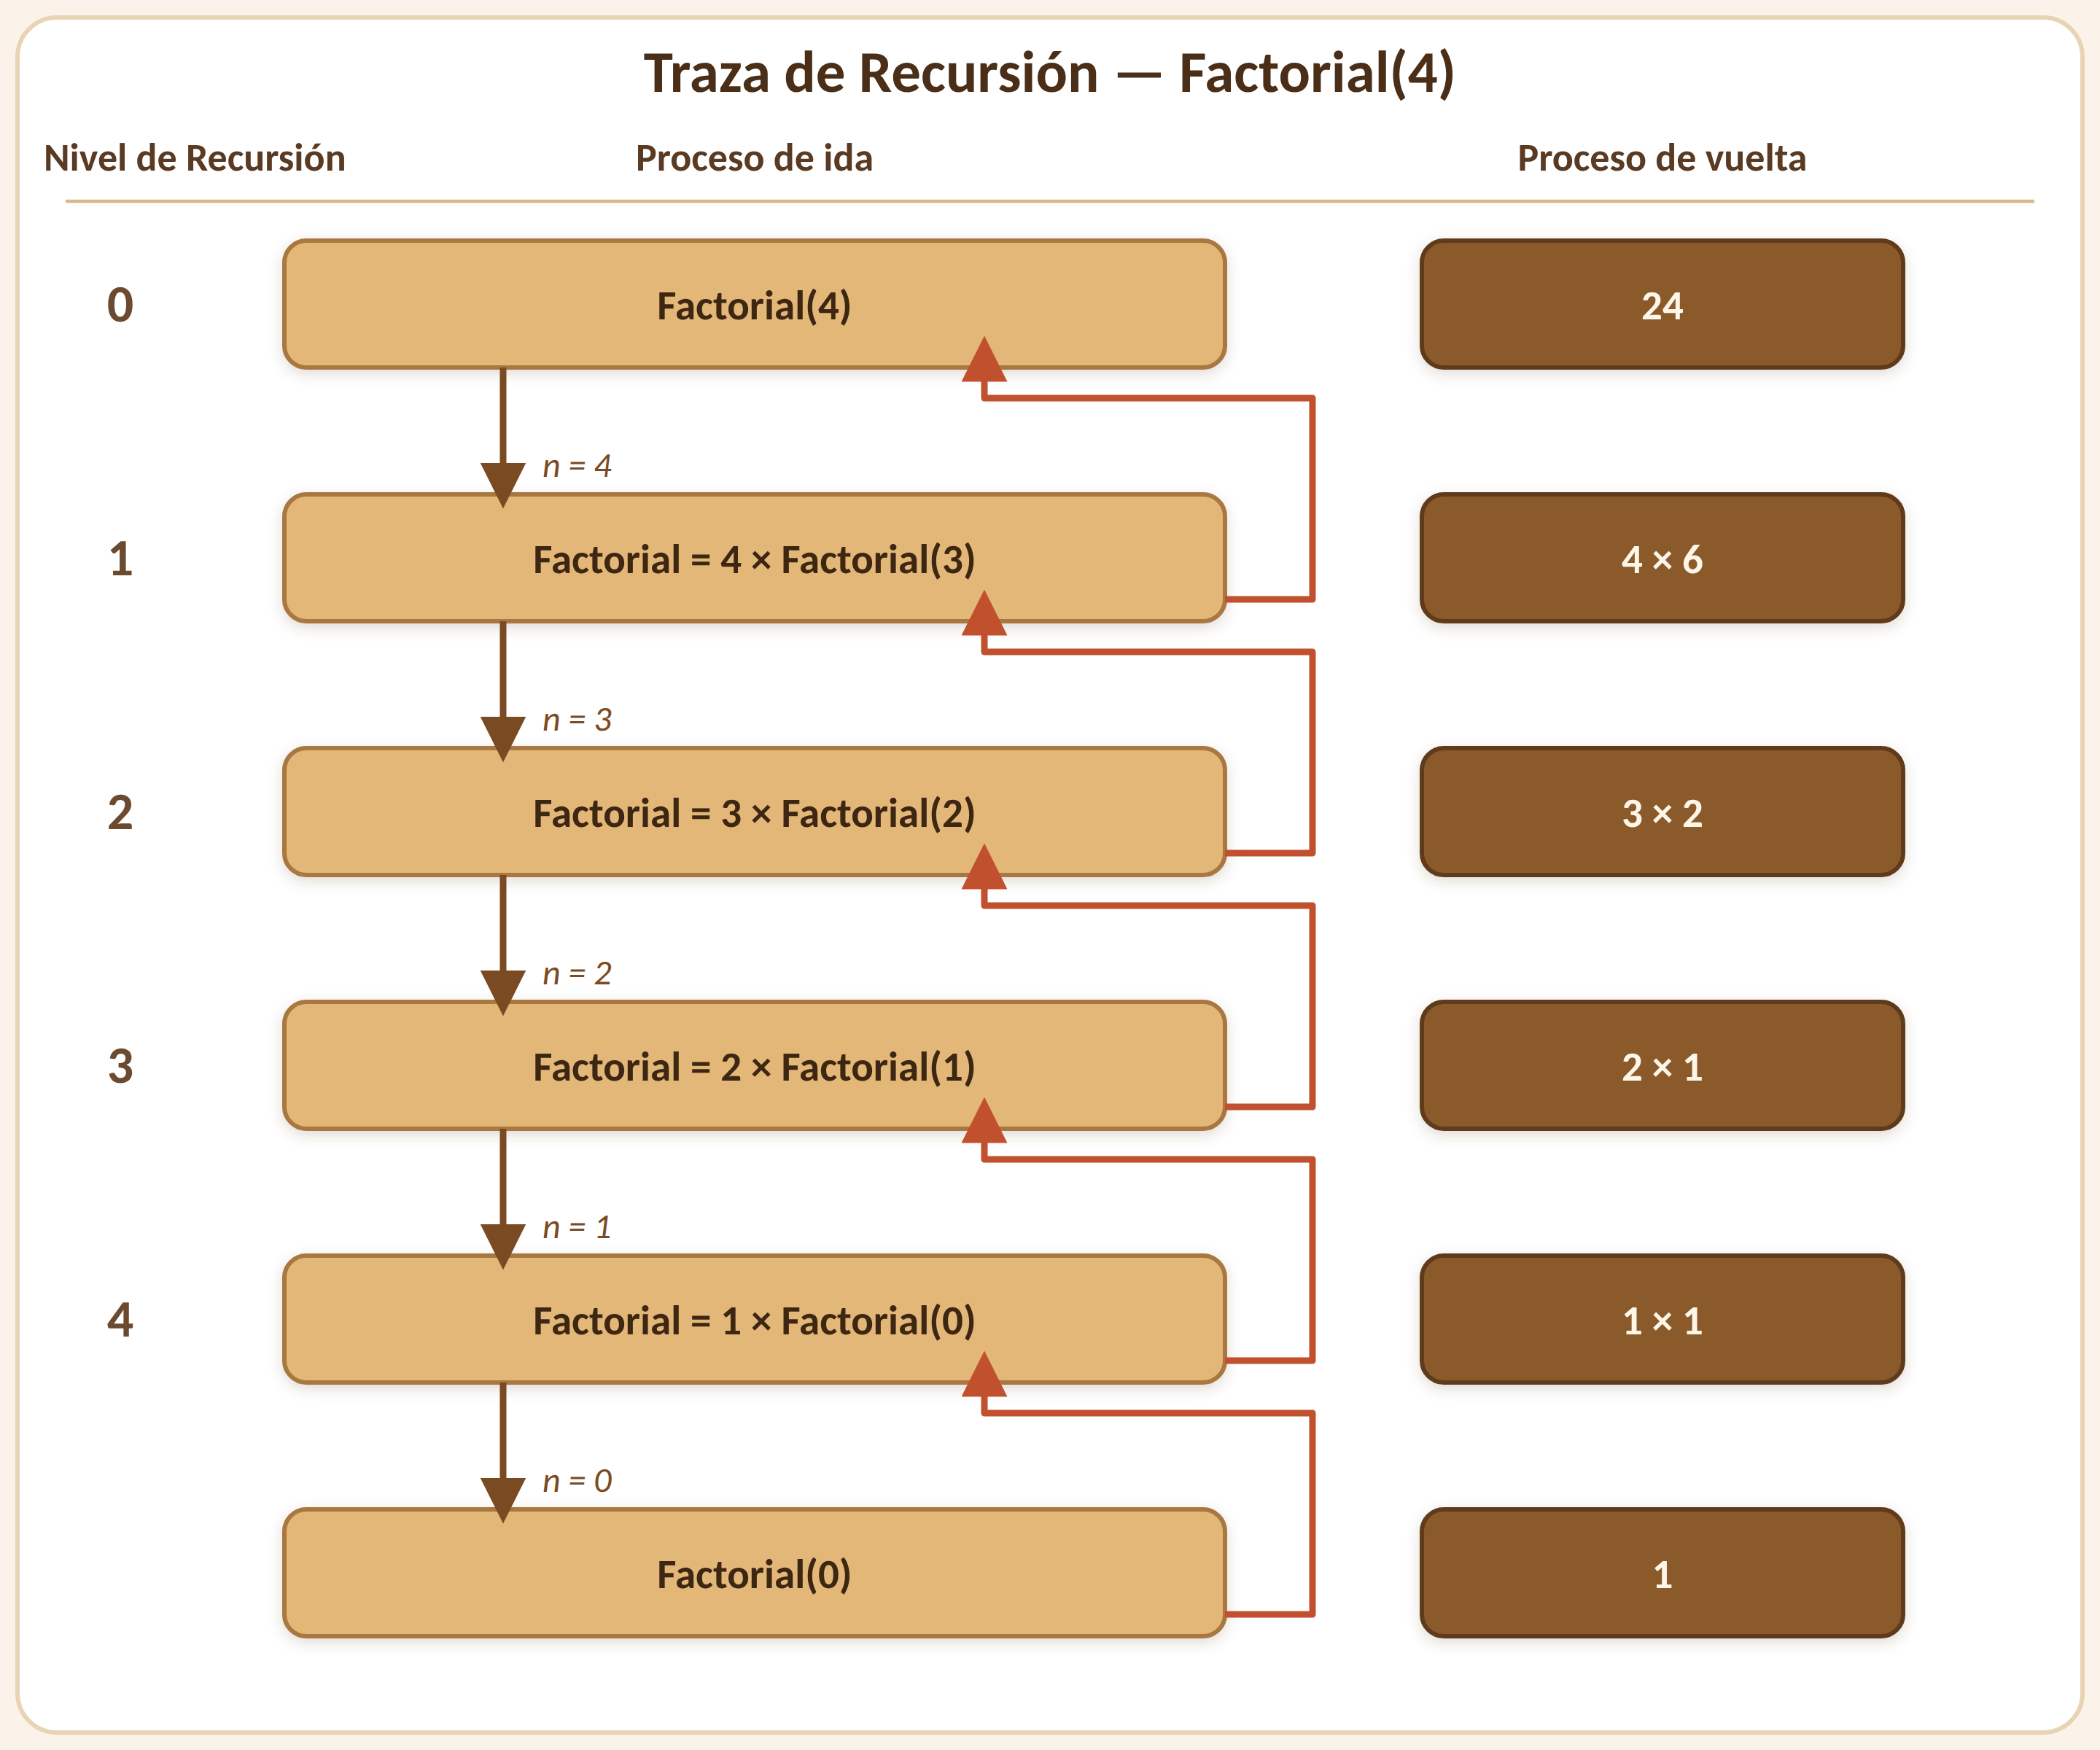 Traza de Recursión — Factorial(4)
Nivel de Recursión Proceso de ida Proceso de vuelta
0 Factorial(4) 24
n = 4
1 Factorial = 4 × Factorial(3) 4 × 6
n = 3
2 Factorial = 3 × Factorial(2) 3 × 2
n = 2
3 Factorial = 2 × Factorial(1) 2 × 1
n = 1
4 Factorial = 1 × Factorial(0) 1 × 1
n = 0
Factorial(0) 1